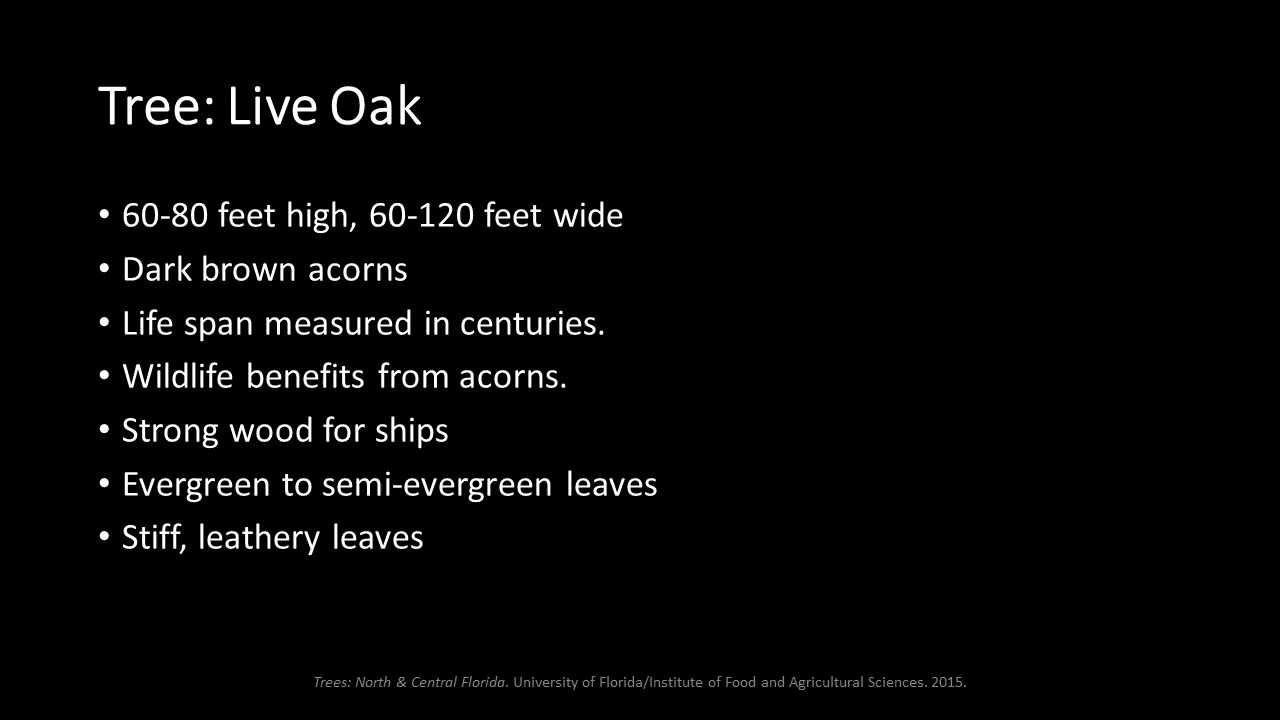 Tree: Live Oak
• 60-80 feet high, 60-120 feet wide
• Dark brown acorns
• Life span measured in centuries.
• Wildlife benefits from acorns.
• Strong wood for ships
• Evergreen to semi-evergreen leaves
• Stiff, leathery leaves
Trees: North & Central Florida. University of Florida/Institute of Food and Agricultural Sciences. 2015.